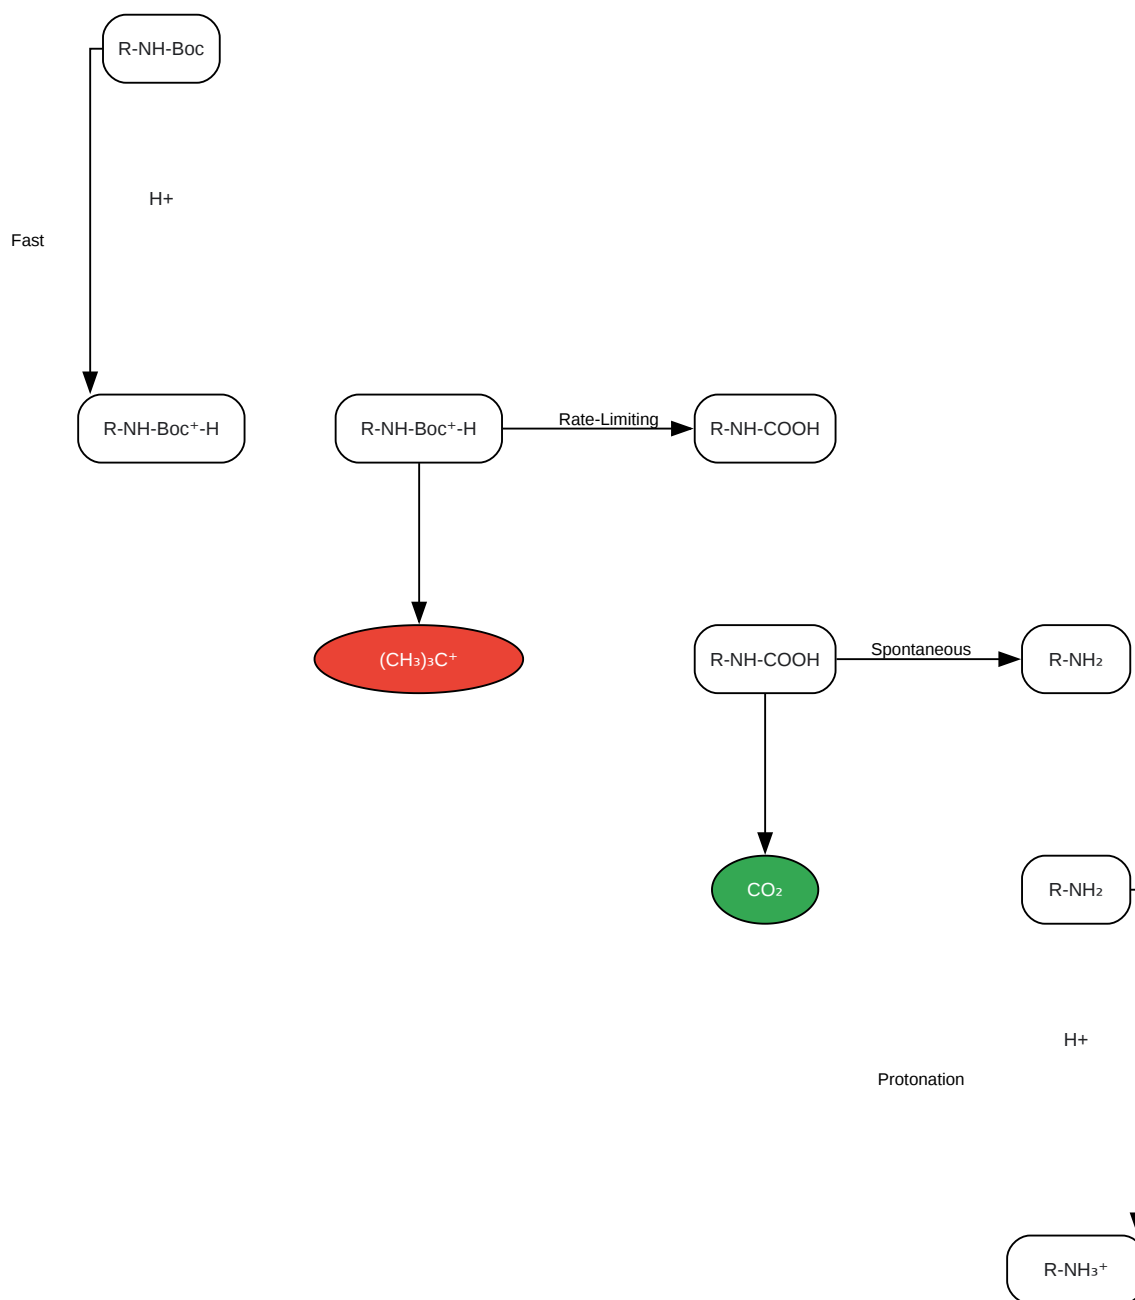 R-NH-Boc
H+
Fast
R-NH-Boc⁺-H
R-NH-Boc⁺-H
Rate-Limiting
R-NH-COOH
(CH₃)₃C⁺
R-NH-COOH
Spontaneous
R-NH₂
CO₂
R-NH₂
H+
Protonation
R-NH₃⁺